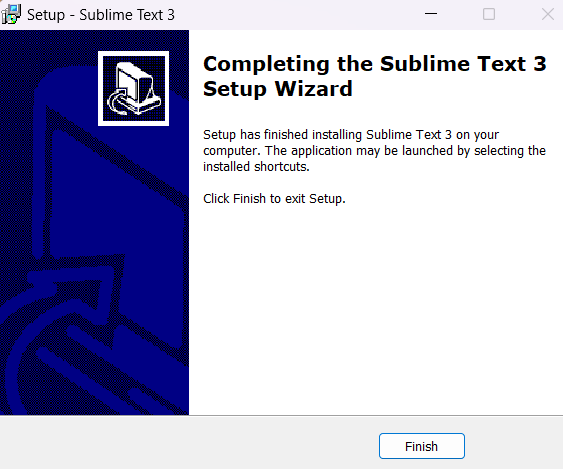 Setup - Sublime Text 3
Completing the Sublime Text 3
Setup Wizard
Setup has finished installing Sublime Text 3 on your
computer. The application may be launched by selecting the
installed shortcuts.
Click Finish to exit Setup.
Finish